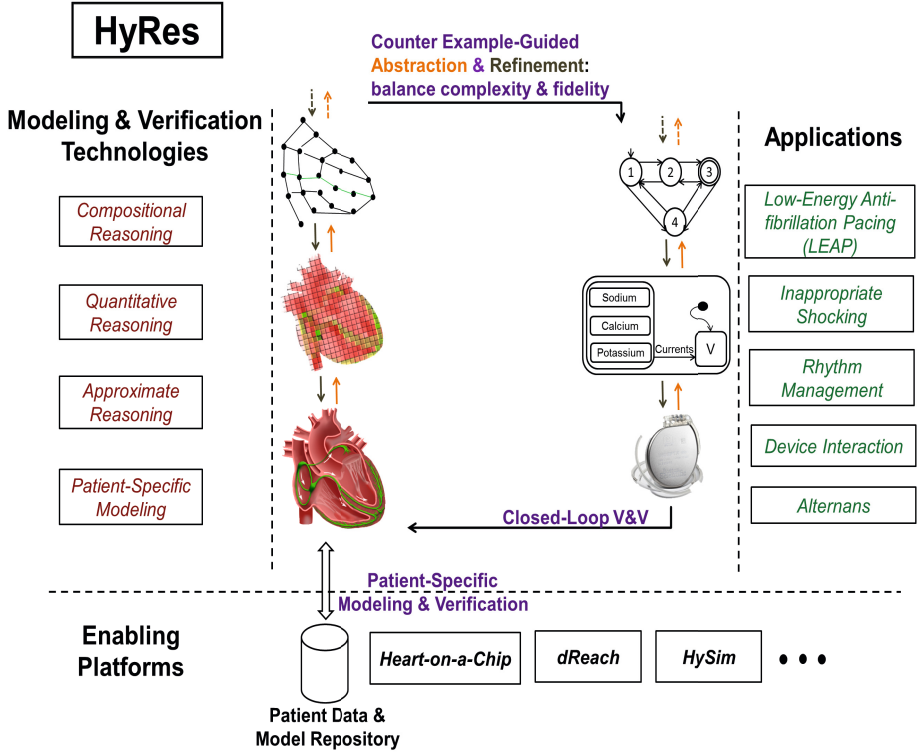 HyRes
Counter Example-Guided
Abstraction & Refinement:
balance complexity & fidelity
Modeling & Verification
Technologies
Compositional
Reasoning
Quantitative
Reasoning
Approximate
Reasoning
Patient-Specific
Modeling
1
2
3
4
Sodium
Calcium
Potassium
Currents
V
Closed-Loop V&V
Applications
Low-Energy Anti-
fibrillation Pacing
(LEAP)
Inappropriate
Shocking
Rhythm
Management
Device Interaction
Alternans
Patient-Specific
Modeling & Verification
Enabling
Platforms
Patient Data &
Model Repository
Heart-on-a-Chip
dReach
HySim